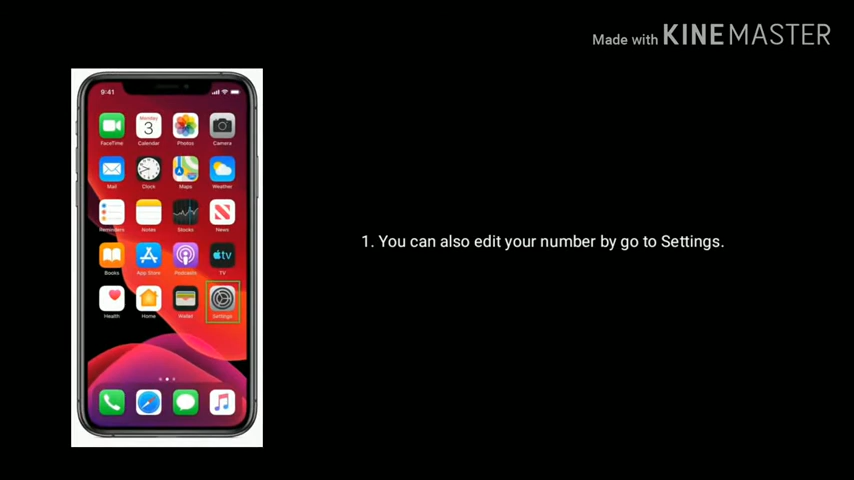 Made with KINEMASTER
9:41
Monday
3
FaceTime Calendar Photos Camera
Mail Clock Maps Weather
Reminders Notes Stocks News
tv
Books App Store Podcasts TV
Health Home Wallet Settings
1. You can also edit your number by go to Settings.